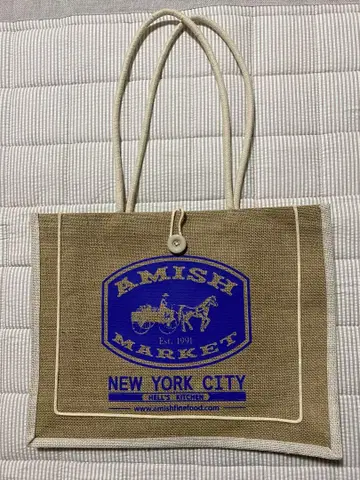 AMISH
Est. 1991
MARKET
NEW YORK CITY
HELL'S KITCHEN
www.amishfinefood.com